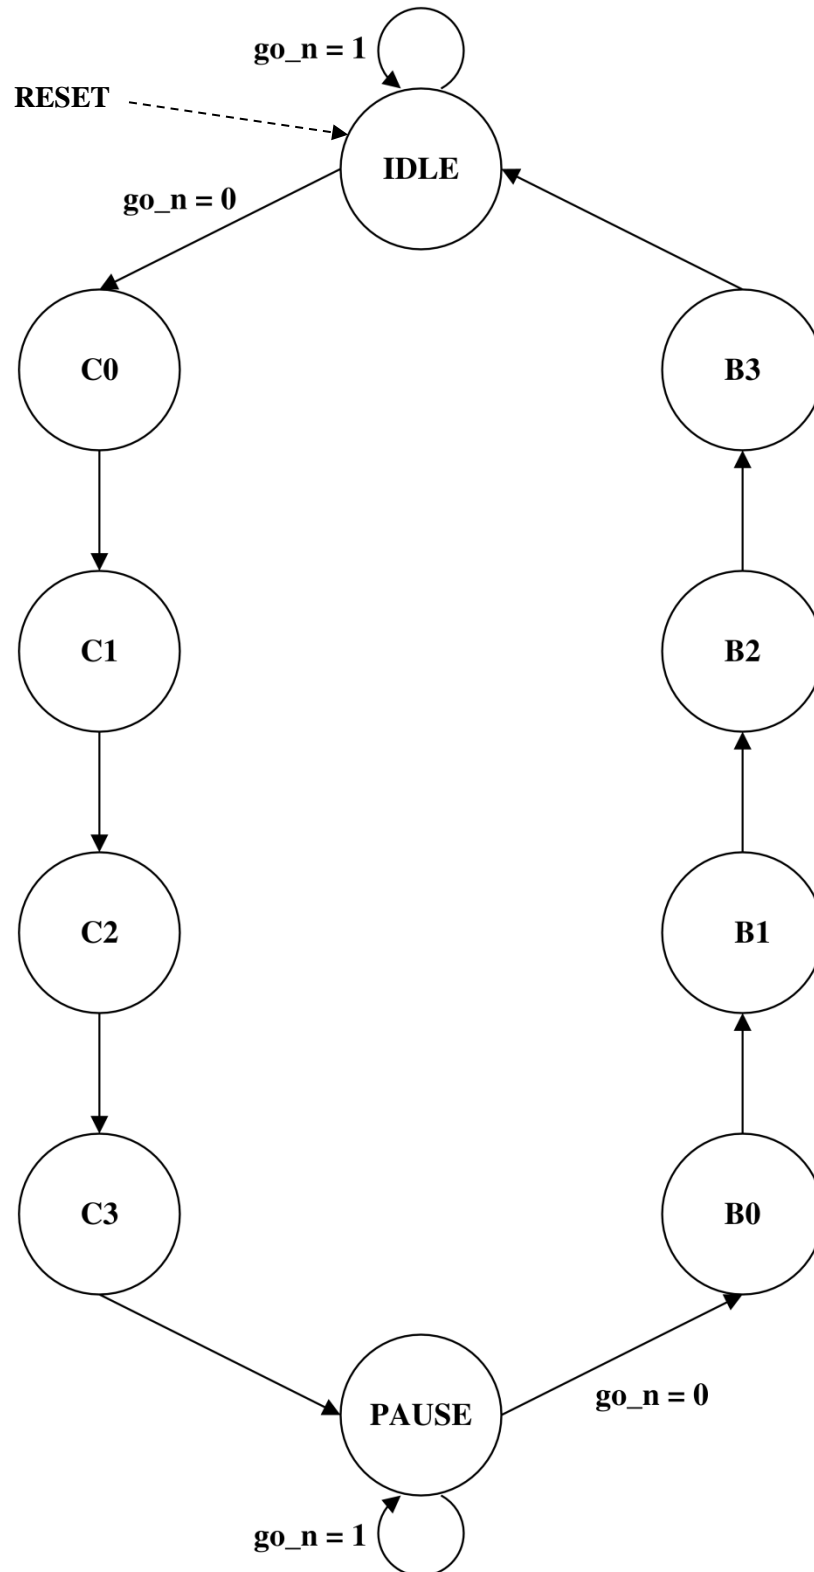 go_n = 1
RESET
IDLE
go_n = 0
C0
B3
C1
B2
C2
B1
C3
B0
go_n = 0
PAUSE
go_n = 1